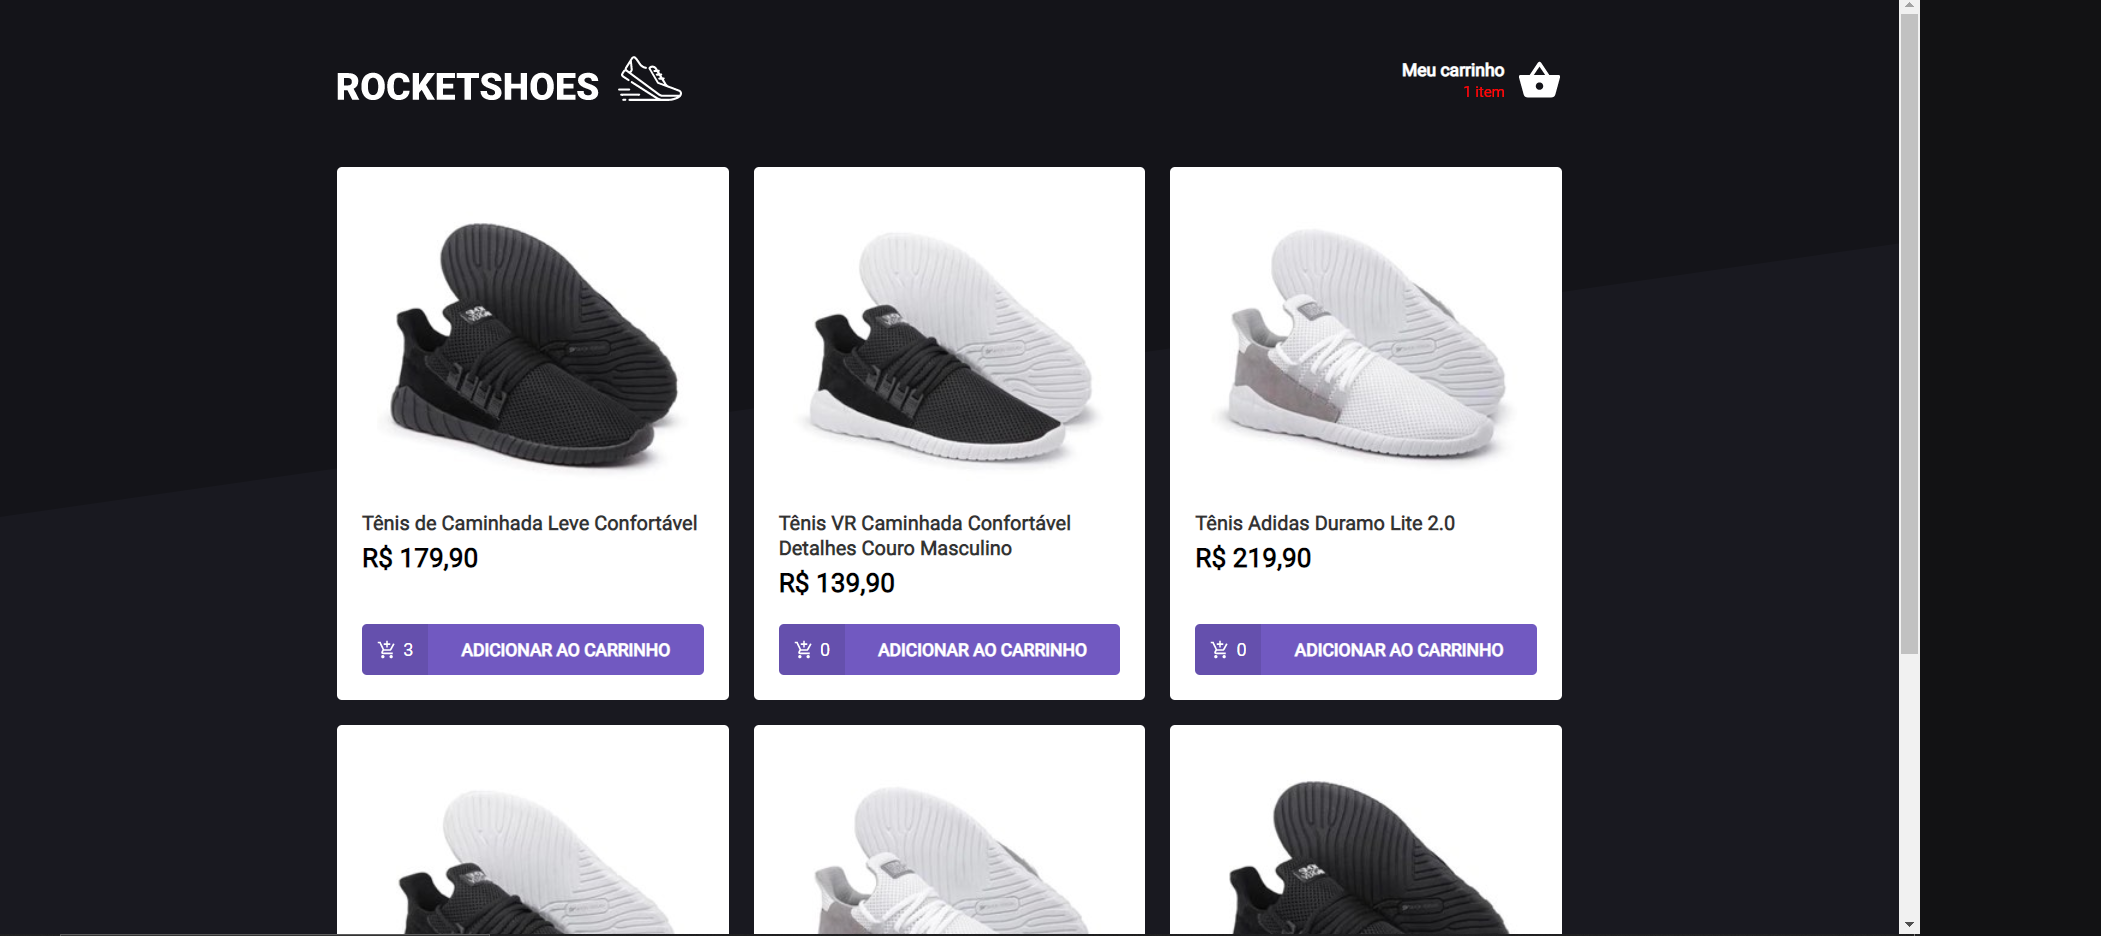 ROCKETSHOES
Meu carrinho
1 item
Tênis de Caminhada Leve Confortável
R$ 179,90
3 ADICIONAR AO CARRINHO
Tênis VR Caminhada Confortável
Detalhes Couro Masculino
R$ 139,90
0 ADICIONAR AO CARRINHO
Tênis Adidas Duramo Lite 2.0
R$ 219,90
0 ADICIONAR AO CARRINHO